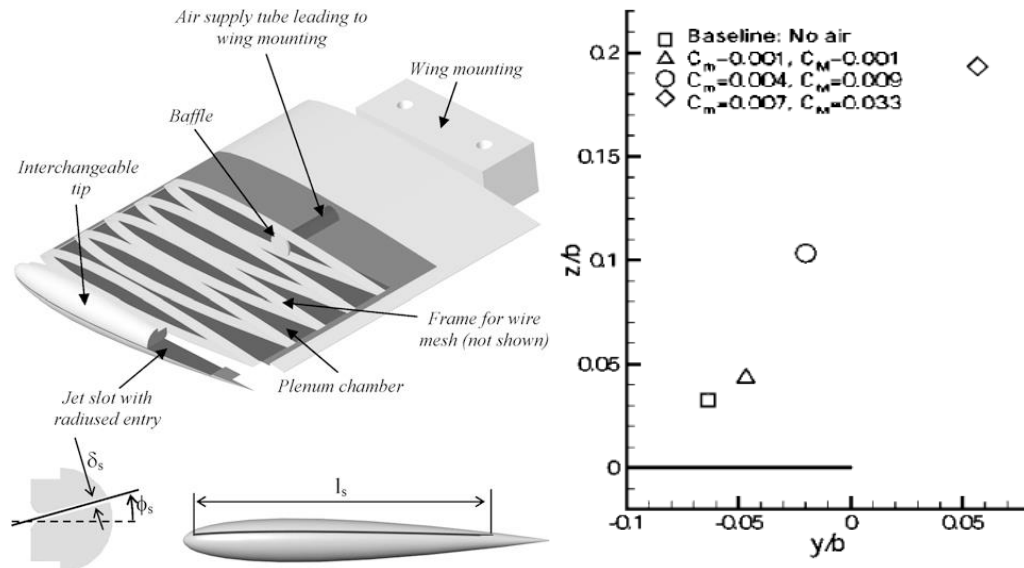 Air supply tube leading to
wing mounting
Wing mounting
Baffle
Interchangeable
tip
Frame for wire
mesh (not shown)
Plenum chamber
Jet slot with
radiused entry
δs
ϕs
ls
Baseline: No air
Cm=0.001, CM=0.001
Cm=0.004, CM=0.009
Cm=0.007, CM=0.033
0.2
0.15
0.1
0.05
0
z/b
-0.1
-0.05
0
0.05
y/b